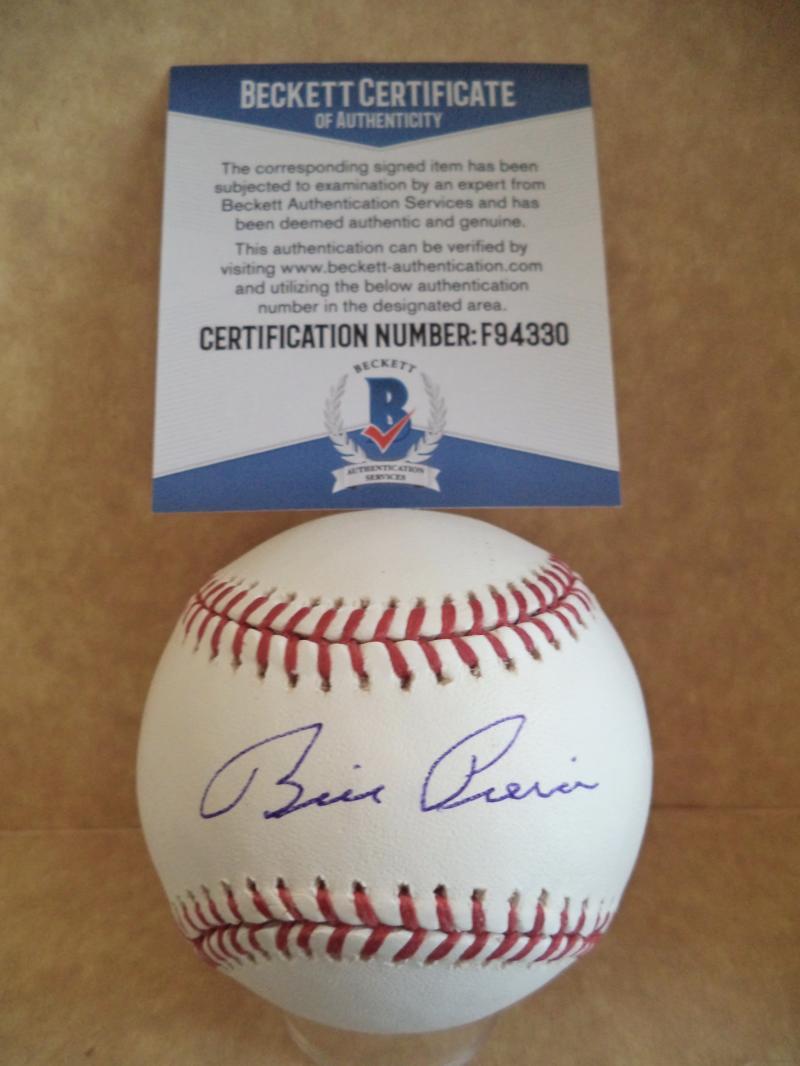 BECKETT CERTIFICATE
OF AUTHENTICITY
The corresponding signed item has been
subjected to examination by an expert from
Beckett Authentication Services and has
been deemed authentic and genuine.
This authentication can be verified by
visiting www.beckett-authentication.com
and utilizing the below authentication
number in the designated area.
CERTIFICATION NUMBER: F94330
BECKETT
B
AUTHENTICATION
SERVICES
Bill Pierce